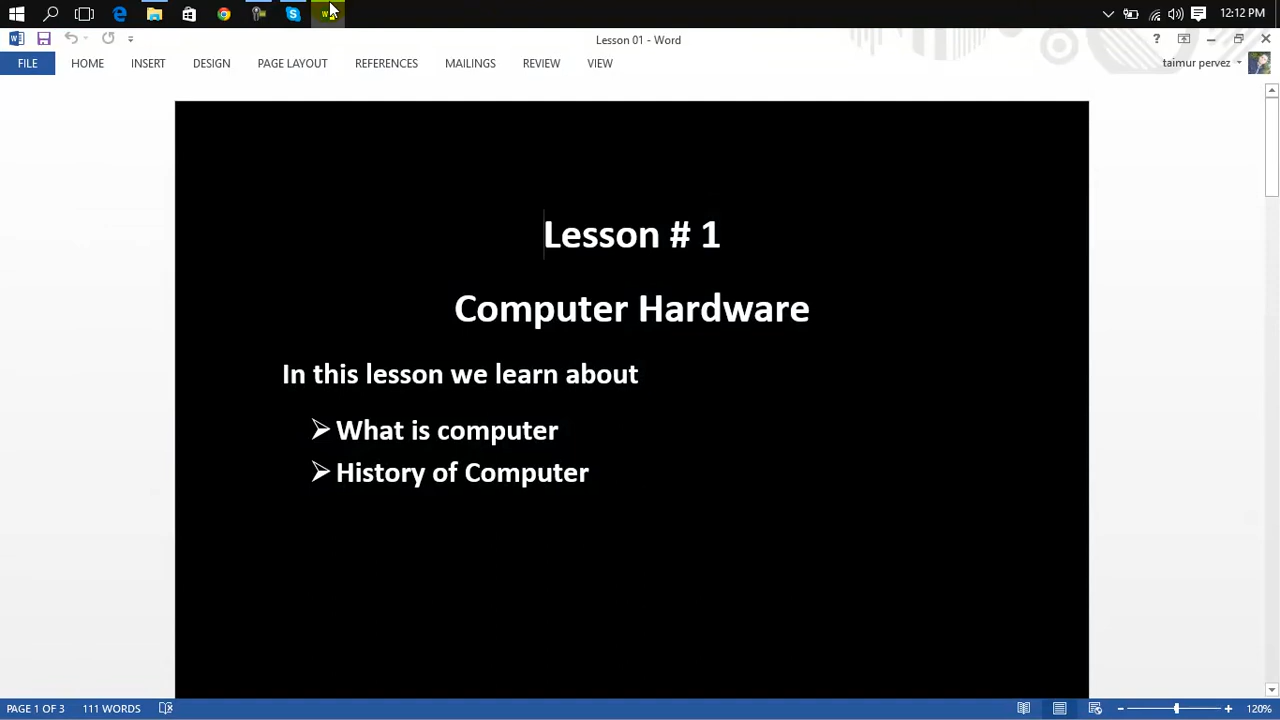 12:12 PM
Lesson 01 - Word
FILE HOME INSERT DESIGN PAGE LAYOUT REFERENCES MAILINGS REVIEW VIEW taimur pervez
Lesson # 1
Computer Hardware
In this lesson we learn about
What is computer
History of Computer
PAGE 1 OF 3 111 WORDS 120%